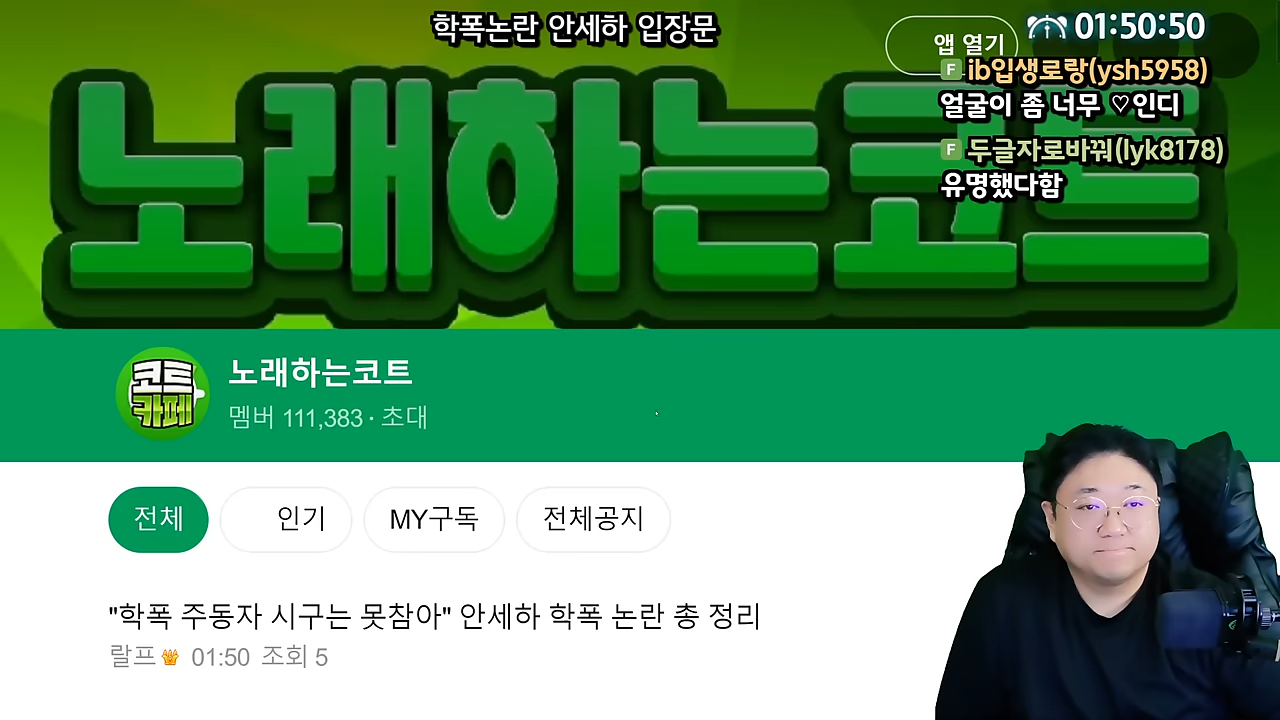 학폭논란 안세하 입장문
앱 열기
01:50:50
F ib입생로랑(ysh5958)
얼굴이 좀 너무 ♡인디
F 두글자로바꿔(lyk8178)
유명했다함
노래하는코트
코트
카페
노래하는코트
멤버 111,383 · 초대
전체
인기
MY구독
전체공지
"학폭 주동자 시구는 못참아" 안세하 학폭 논란 총 정리
랄프 01:50 조회 5